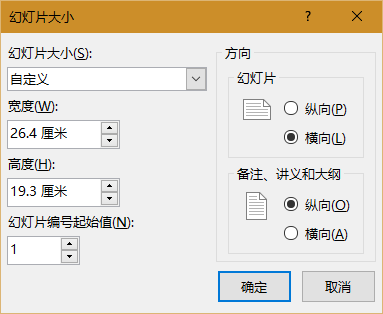 幻灯片大小
幻灯片大小(S):
自定义
宽度(W):
26.4 厘米
高度(H):
19.3 厘米
幻灯片编号起始值(N):
1
方向
幻灯片
纵向(P)
横向(L)
备注、讲义和大纲
纵向(O)
横向(A)
确定
取消